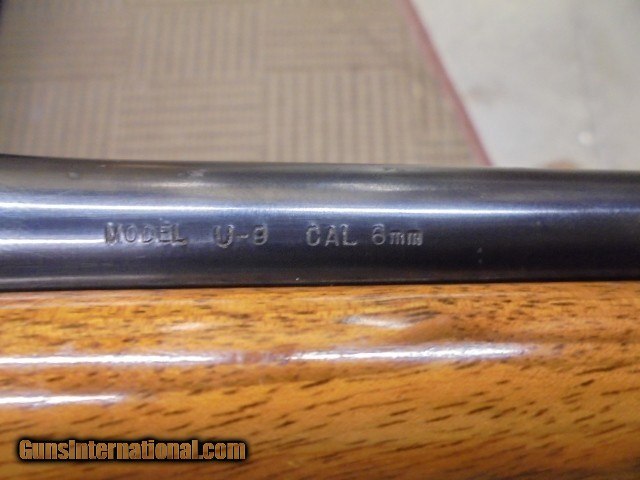 MODEL U-9 CAL 6mm
GunsInternational.com